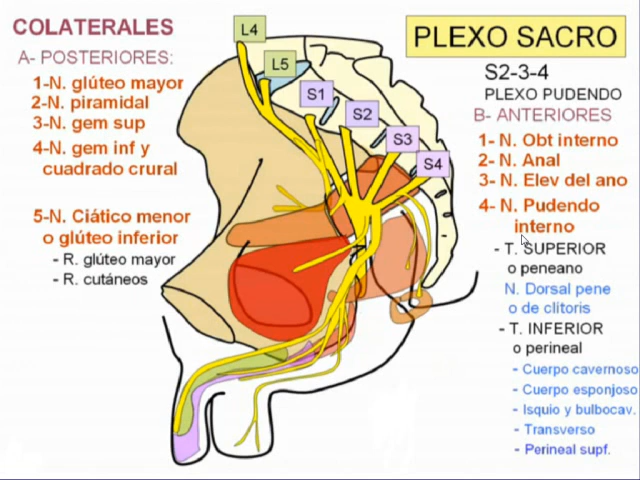 COLATERALES
A- POSTERIORES:
1-N. glúteo mayor
2-N. piramidal
3-N. gem sup
4-N. gem inf y
cuadrado crural
5-N. Ciático menor
o glúteo inferior
- R. glúteo mayor
- R. cutáneos
L4
L5
S1
S2
S3
S4
PLEXO SACRO
S2-3-4
PLEXO PUDENDO
B- ANTERIORES
1- N. Obt interno
2- N. Anal
3- N. Elev del ano
4- N. Pudendo
interno
- T. SUPERIOR
o peneano
N. Dorsal pene
o de clitoris
- T. INFERIOR
o perineal
- Cuerpo cavernoso
- Cuerpo esponjoso
- Isquio y bulbocav.
- Transverso
- Perineal supf.